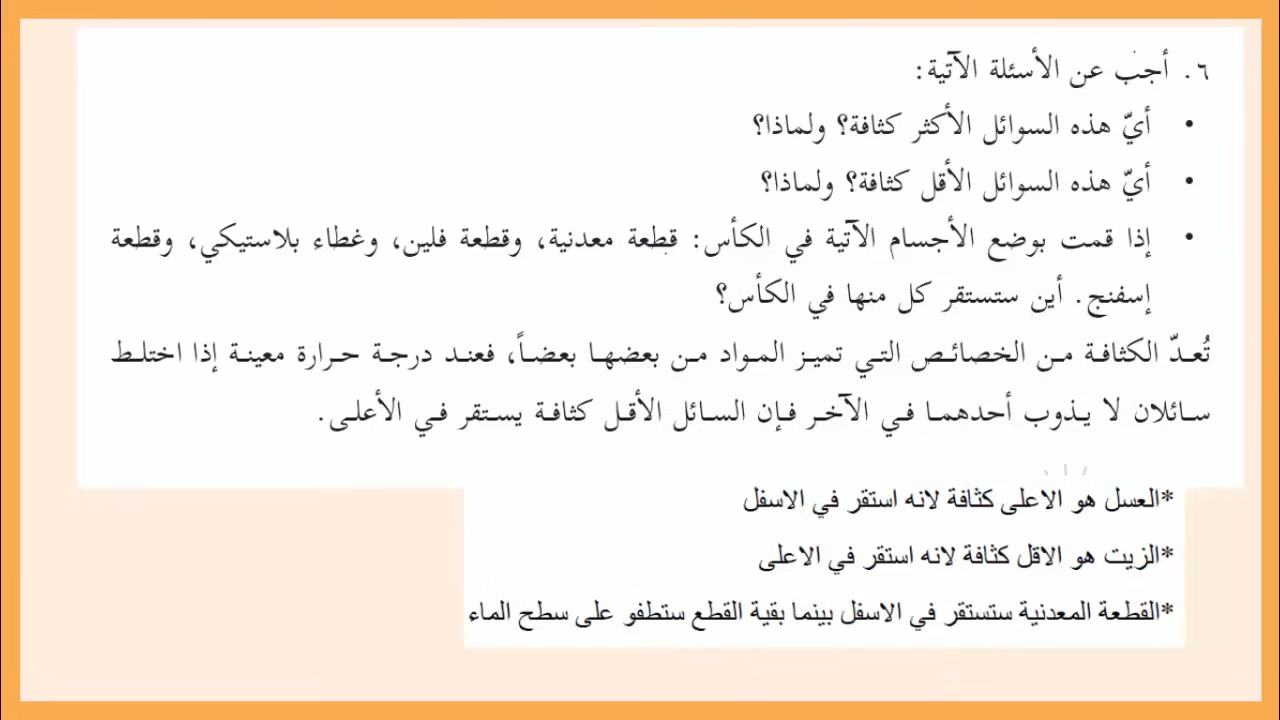 ٦. أجب عن الأسئلة الآتية:
• أيّ هذه السوائل الأكثر كثافة؟ ولماذا؟
• أيّ هذه السوائل الأقل كثافة؟ ولماذا؟
• إذا قمت بوضع الأجسام الآتية في الكأس: قطعة معدنية، وقطعة فلين، وغطاء بلاستيكي، وقطعة
إسفنج. أين ستستقر كل منها في الكأس؟
تُعدّ الكثافة من الخصائص التي تميز المواد من بعضها بعضاً، فعند درجة حرارة معينة إذا اختلط
سائلان لا يذوب أحدهما في الآخر فإن السائل الأقل كثافة يستقر في الأعلى.
*العسل هو الاعلى كثافة لانه استقر في الاسفل
*الزيت هو الاقل كثافة لانه استقر في الاعلى
*القطعة المعدنية ستستقر في الاسفل بينما بقية القطع ستطفو على سطح الماء